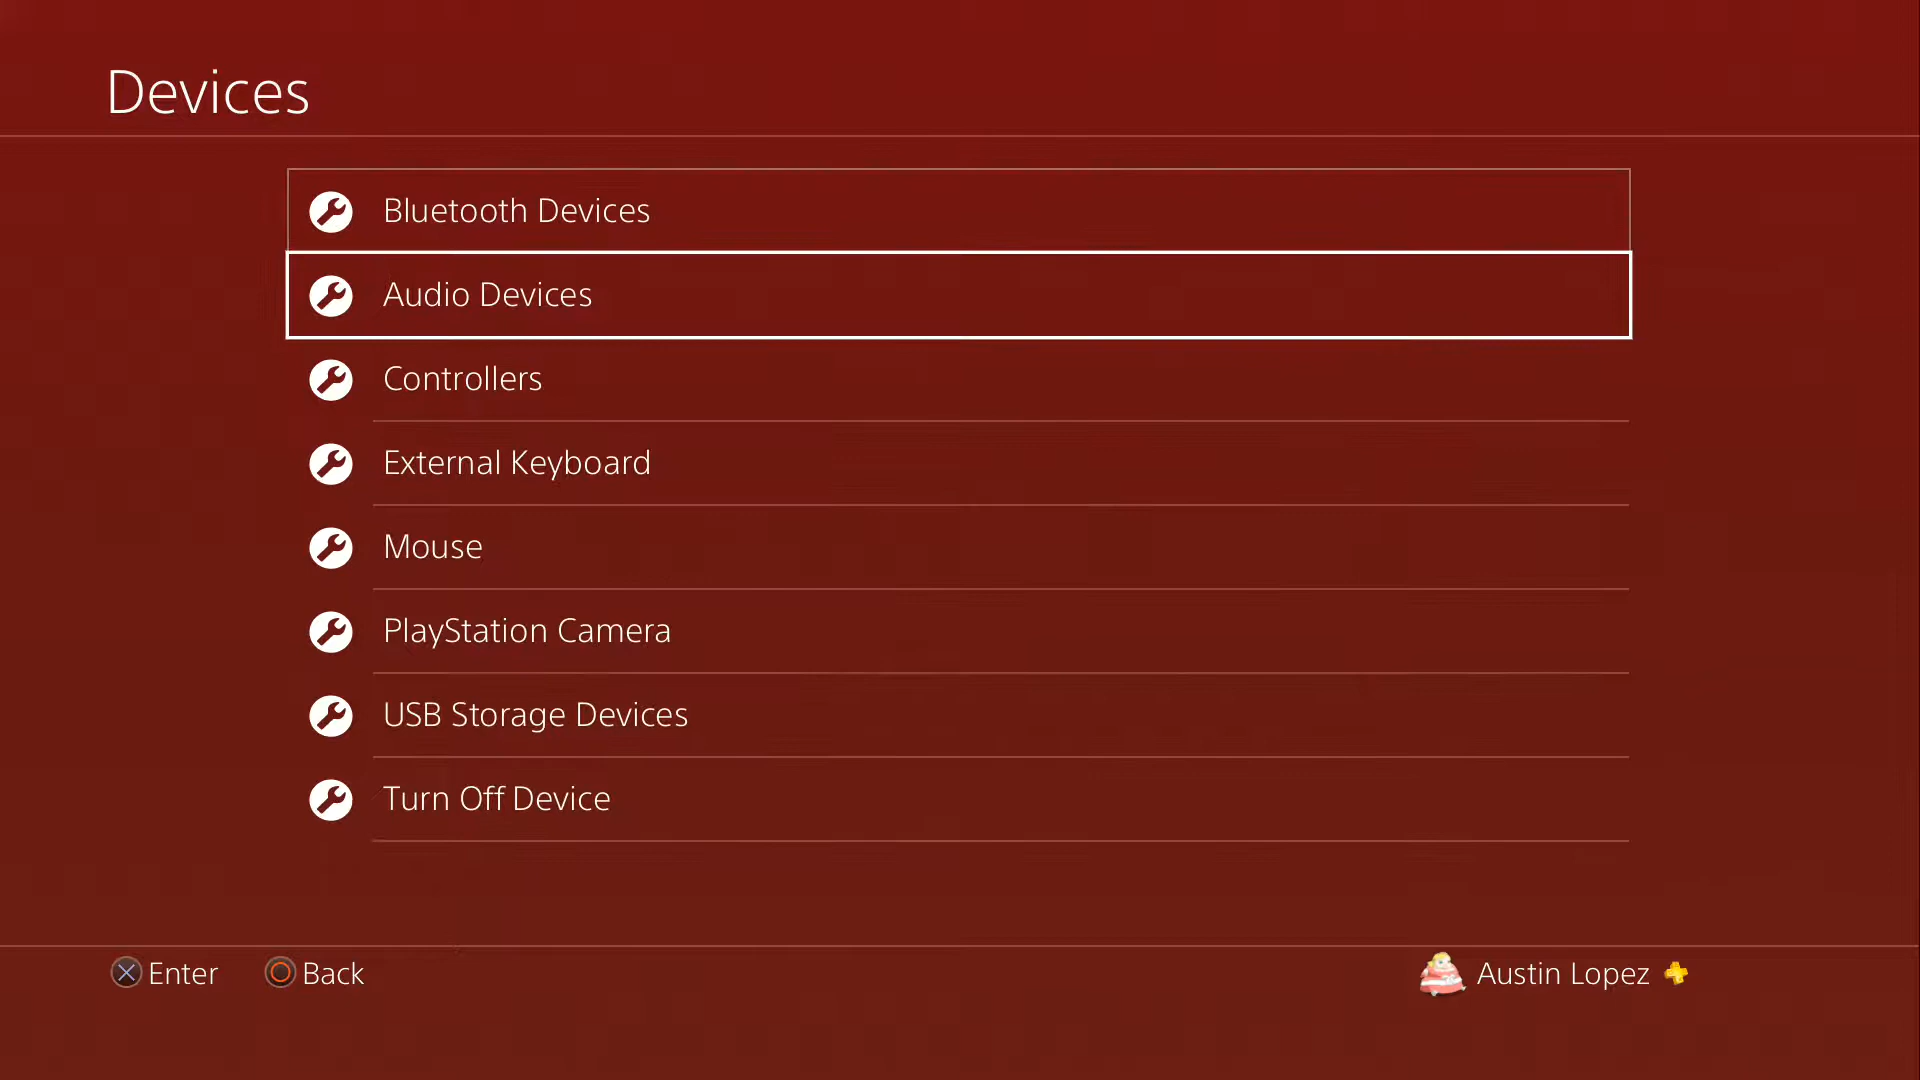 Devices
Bluetooth Devices
Audio Devices
Controllers
External Keyboard
Mouse
PlayStation Camera
USB Storage Devices
Turn Off Device
Enter Back Austin Lopez